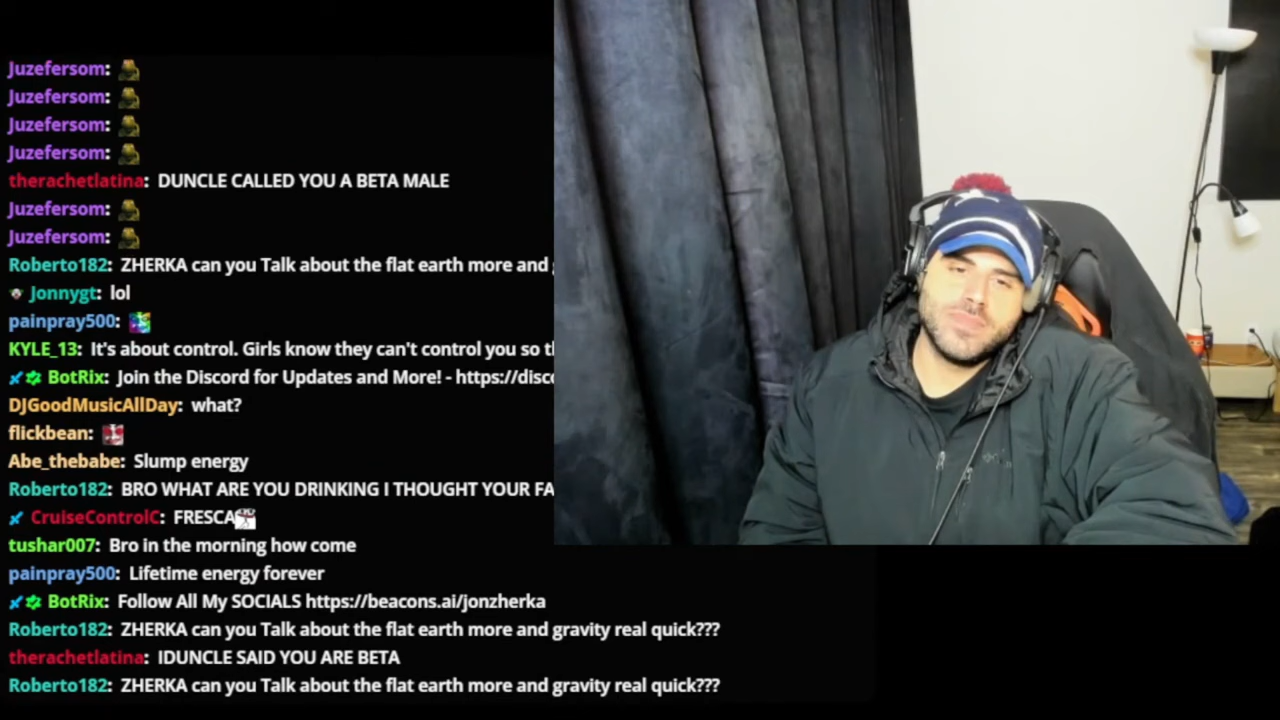 Juzefersom:
Juzefersom:
Juzefersom:
Juzefersom:
therachetlatina: DUNCLE CALLED YOU A BETA MALE
Juzefersom:
Juzefersom:
Roberto182: ZHERKA can you Talk about the flat earth more and
Jonnygt: lol
painpray500:
KYLE_13: It's about control. Girls know they can't control you so
BotRix: Join the Discord for Updates and More! - https://disc
DJGoodMusicAllDay: what?
flickbean:
Abe_thebabe: Slump energy
Roberto182: BRO WHAT ARE YOU DRINKING I THOUGHT YOUR FA
CruiseControlC: FRESCA
tushar007: Bro in the morning how come
painpray500: Lifetime energy forever
BotRix: Follow All My SOCIALS https://beacons.ai/jonzherka
Roberto182: ZHERKA can you Talk about the flat earth more and gravity real quick???
therachetlatina: IDUNCLE SAID YOU ARE BETA
Roberto182: ZHERKA can you Talk about the flat earth more and gravity real quick???